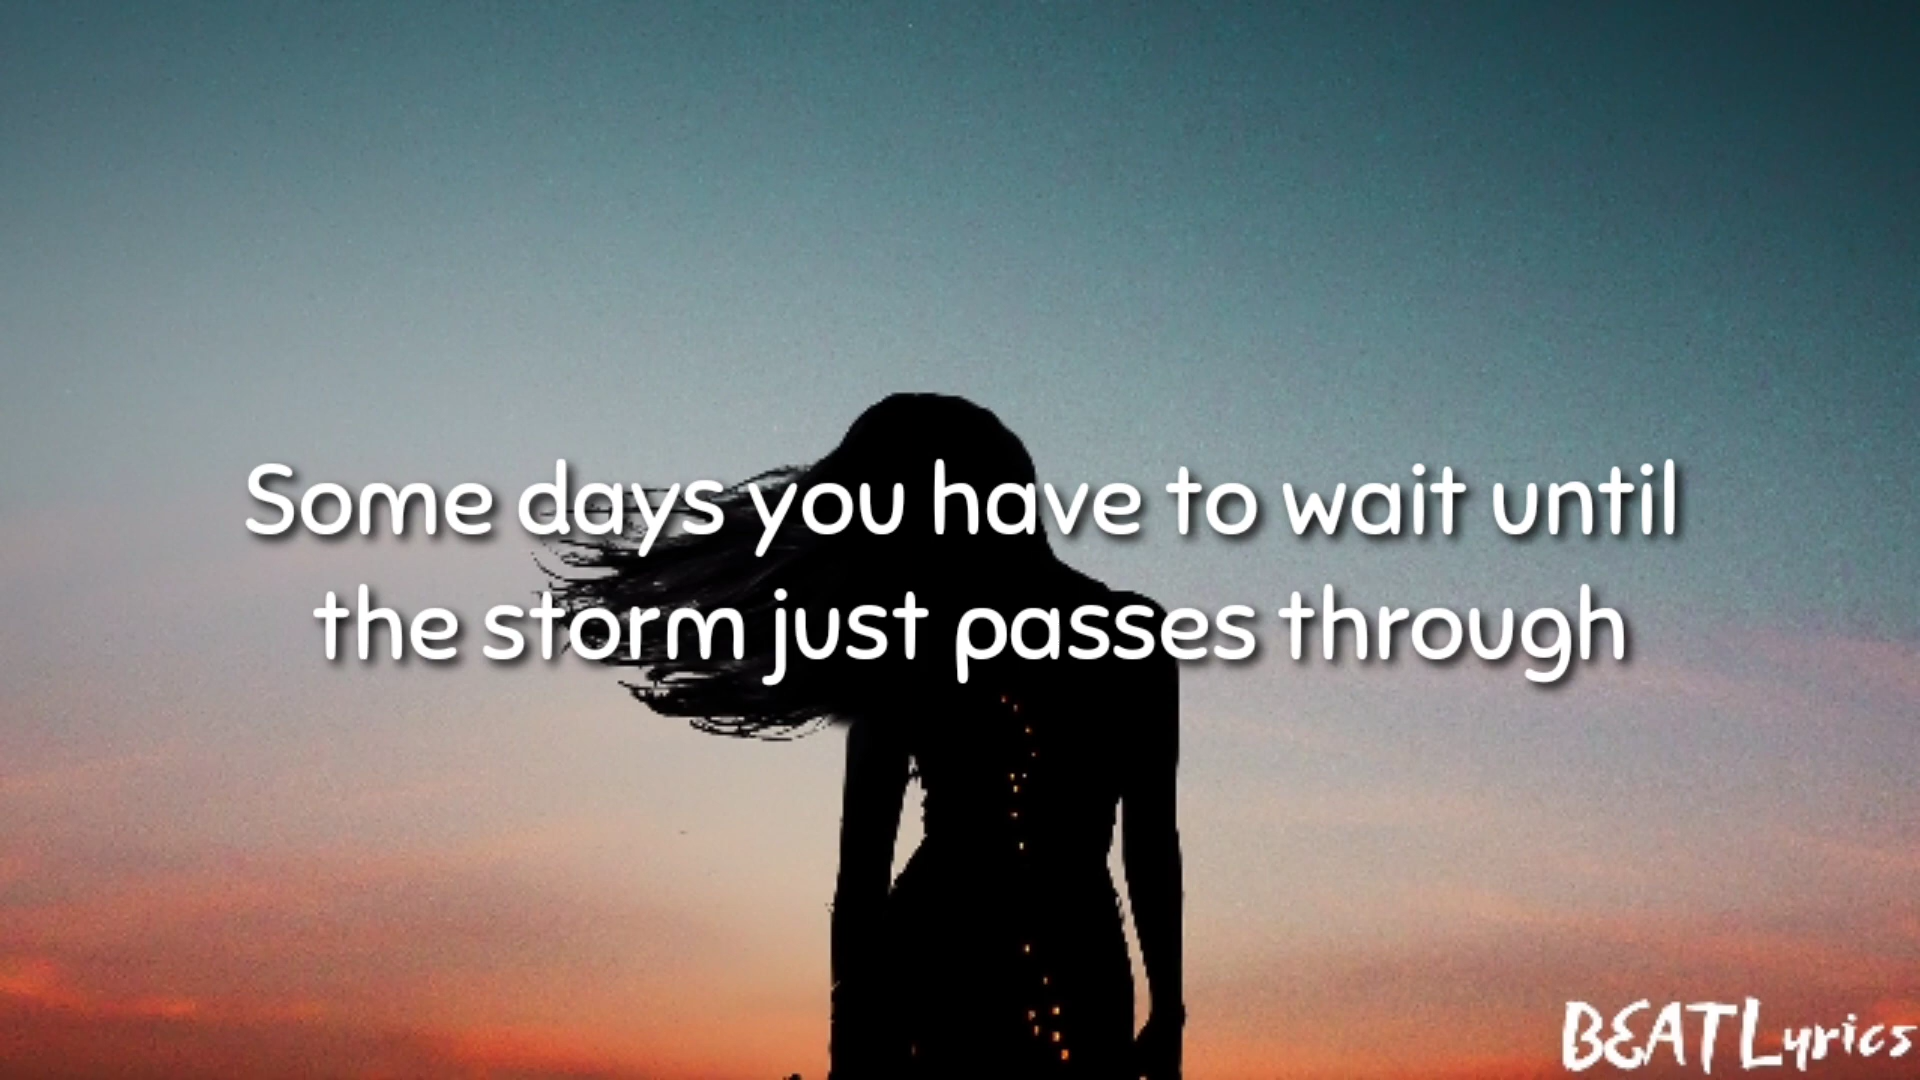 Some days you have to wait until
the storm just passes through
BEATLyrics